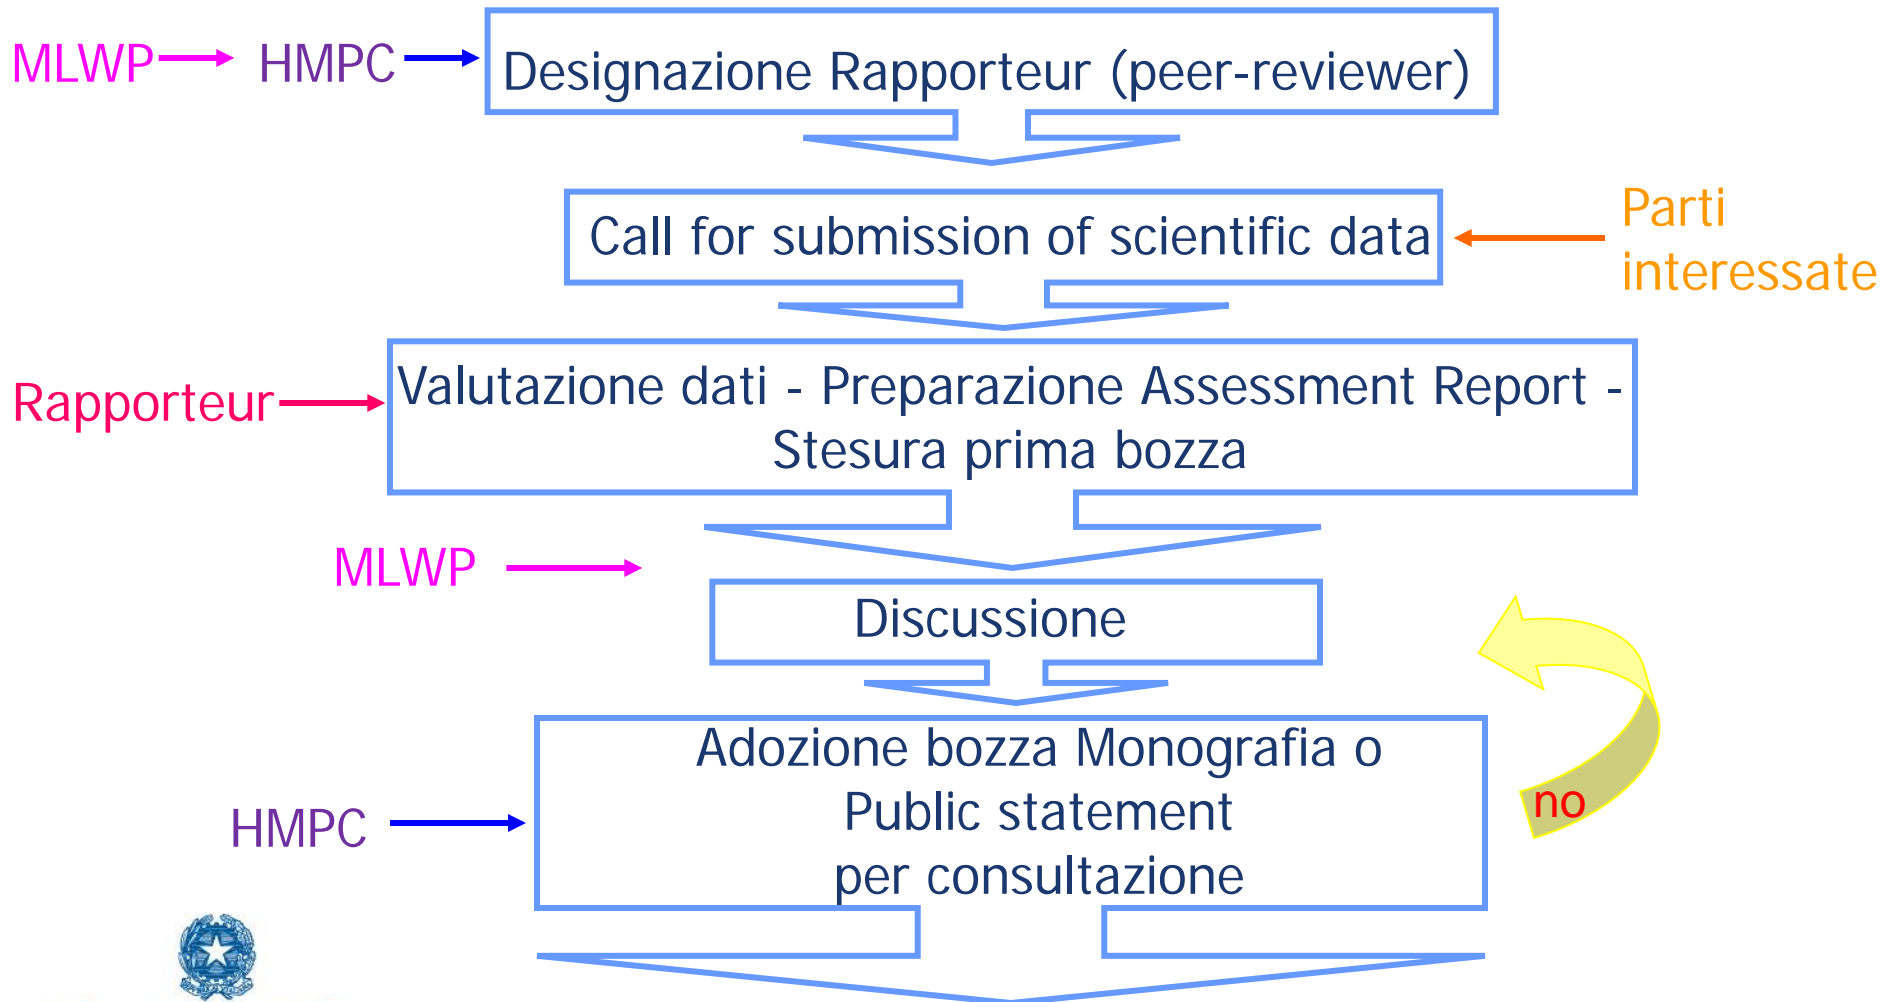 MLWP
HMPC
Designazione Rapporteur (peer-reviewer)
Call for submission of scientific data
Parti
interessate
Rapporteur
Valutazione dati - Preparazione Assessment Report -
Stesura prima bozza
MLWP
Discussione
HMPC
Adozione bozza Monografia o
Public statement
per consultazione
no